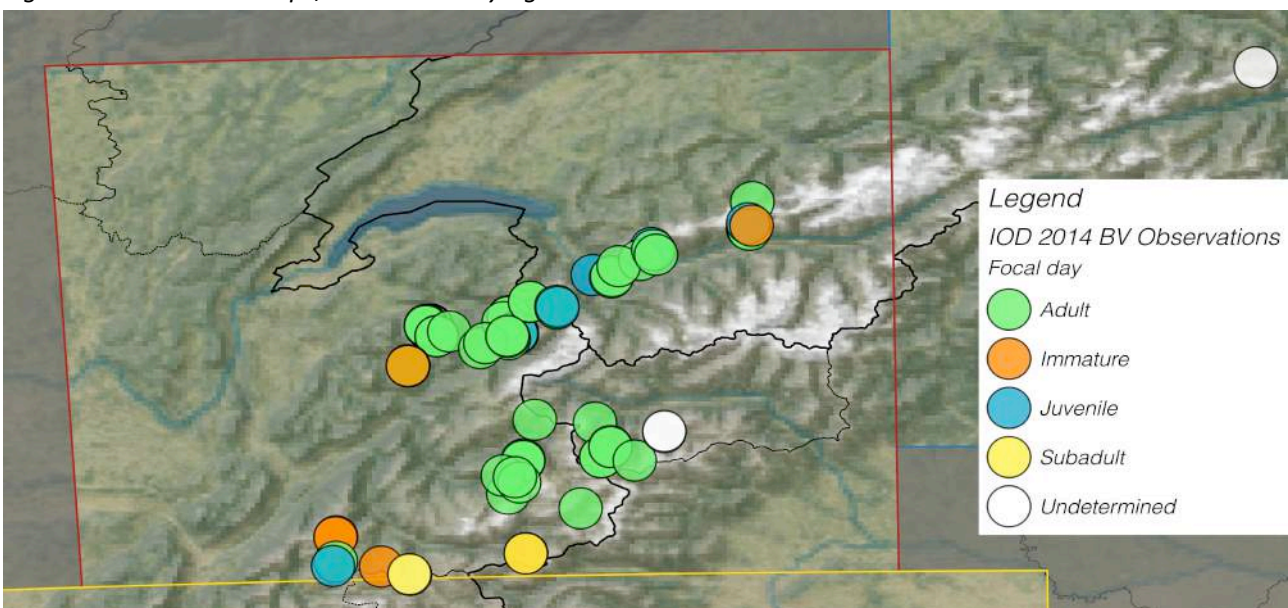 Legend
IOD 2014 BV Observations
Focal day
Adult
Immature
Juvenile
Subadult
Undetermined